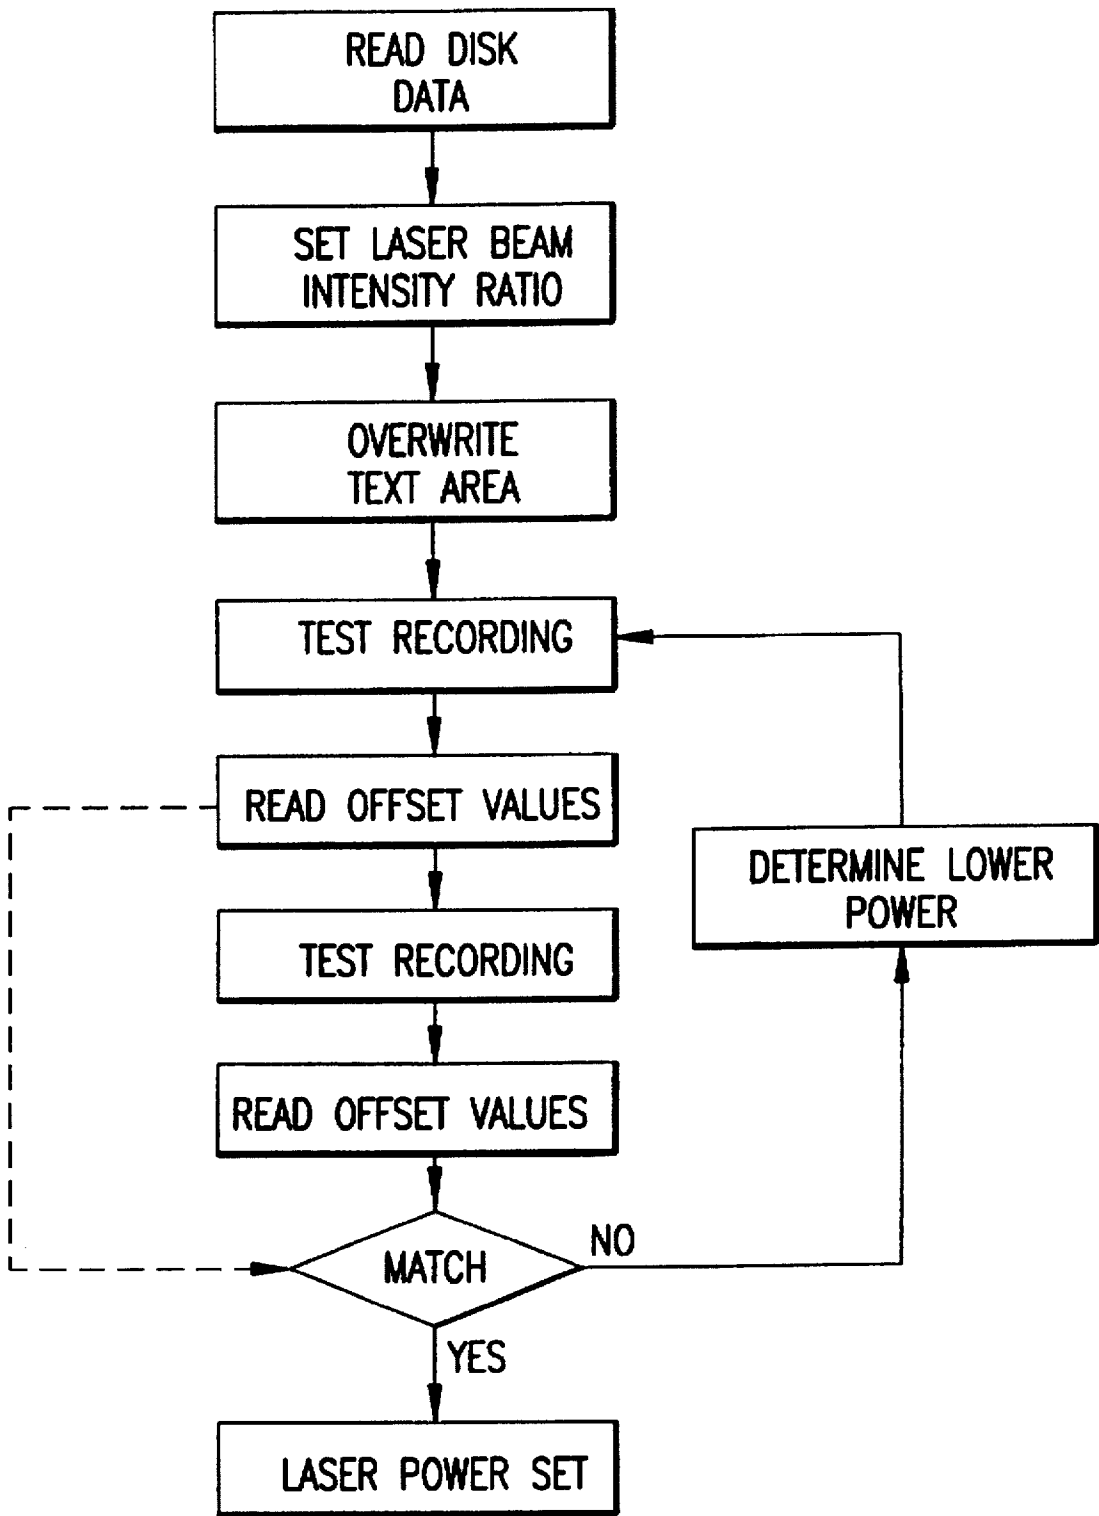 READ DISK
DATA
SET LASER BEAM
INTENSITY RATIO
OVERWRITE
TEXT AREA
TEST RECORDING
READ OFFSET VALUES
DETERMINE LOWER
POWER
TEST RECORDING
READ OFFSET VALUES
MATCH
NO
YES
LASER POWER SET